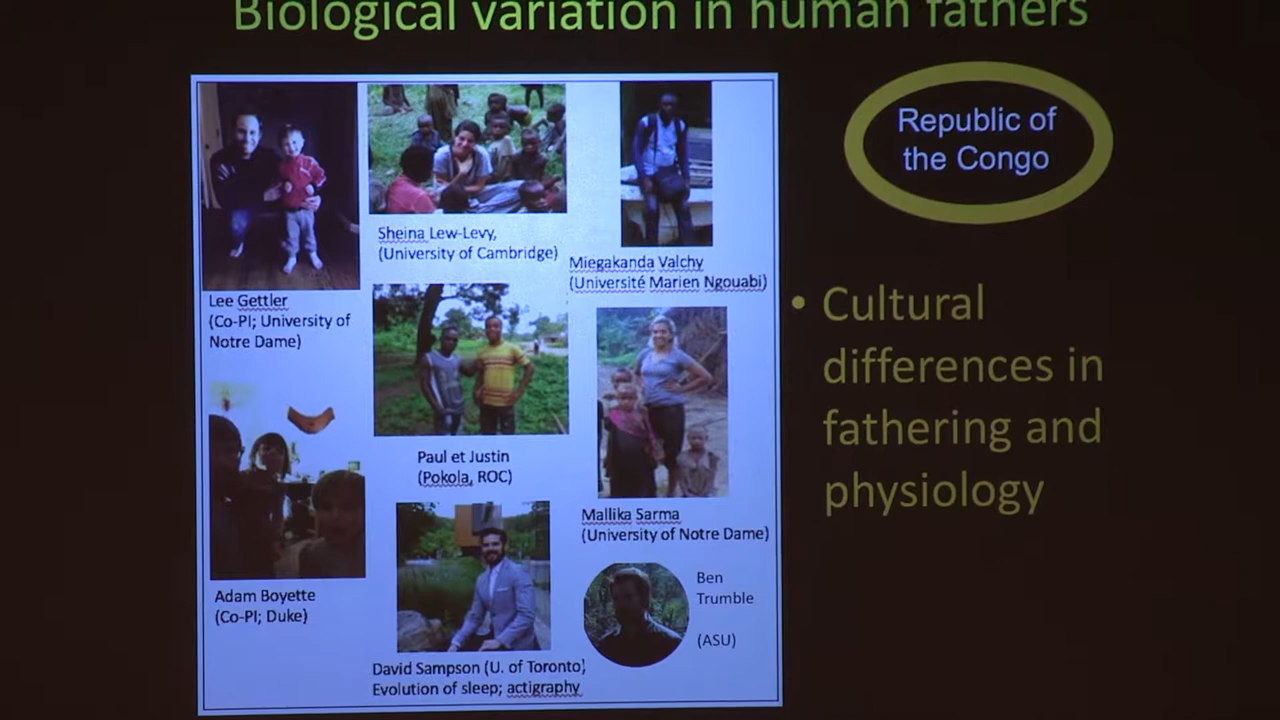 Biological variation in human fathers
Republic of
the Congo
Sheina Lew-Levy,
(University of Cambridge)
Miegakanda Valchy
(Université Marien Ngouabi)
Lee Gettler
(Co-PI; University of
Notre Dame)
Paul et Justin
(Pokola, ROC)
Mallika Sarma
(University of Notre Dame)
Adam Boyette
(Co-PI; Duke)
Ben
Trumble
(ASU)
David Sampson (U. of Toronto)
Evolution of sleep; actigraphy
• Cultural
differences in
fathering and
physiology